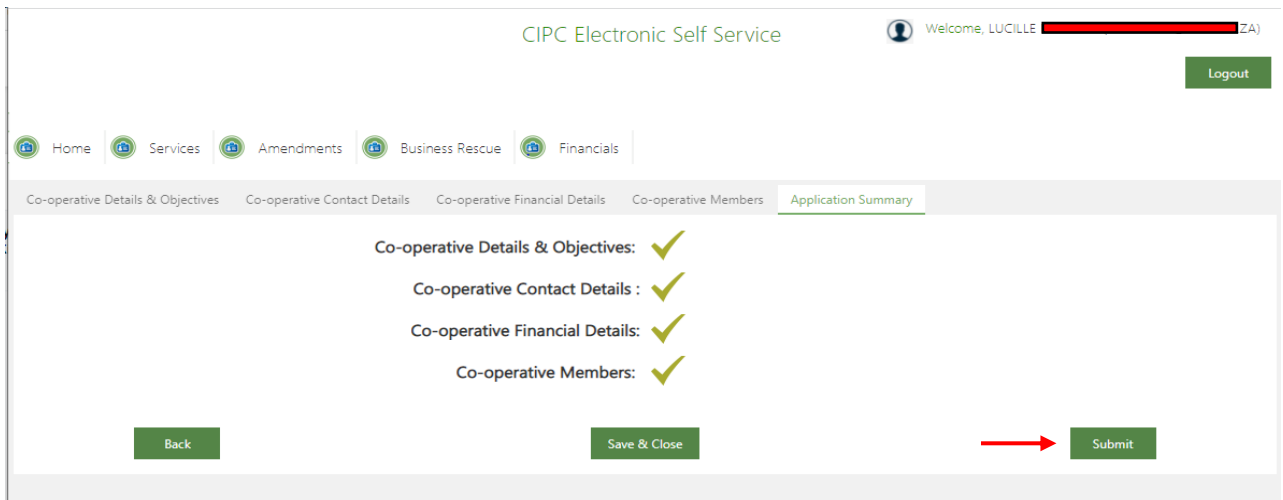 CIPC Electronic Self Service
Welcome, LUCILLE ZA)
Logout
Home Services Amendments Business Rescue Financials
Co-operative Details & Objectives Co-operative Contact Details Co-operative Financial Details Co-operative Members Application Summary
Co-operative Details & Objectives:
Co-operative Contact Details :
Co-operative Financial Details:
Co-operative Members:
Back Save & Close Submit